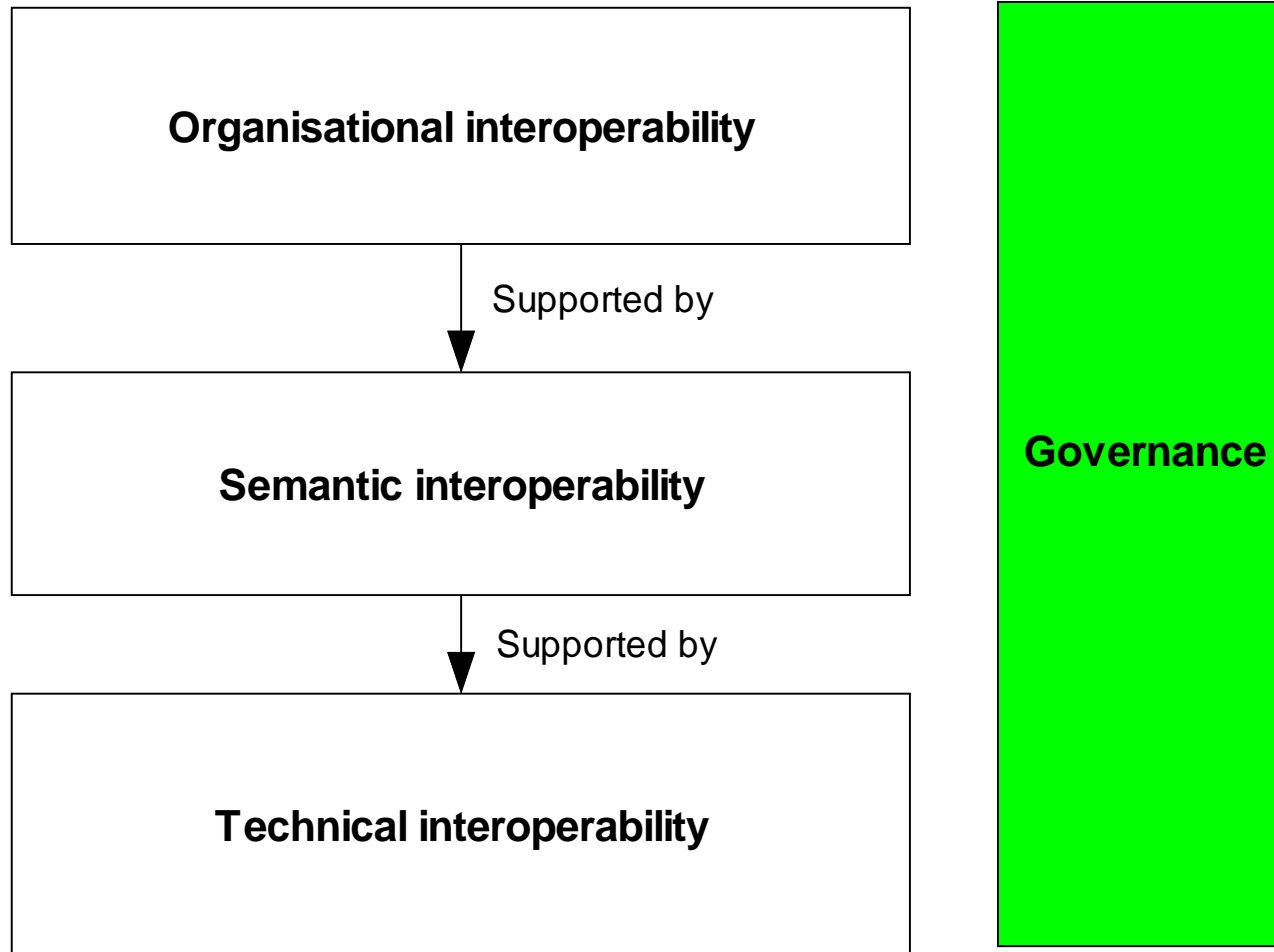 Organisational interoperability
Supported by
Semantic interoperability
Governance
Supported by
Technical interoperability